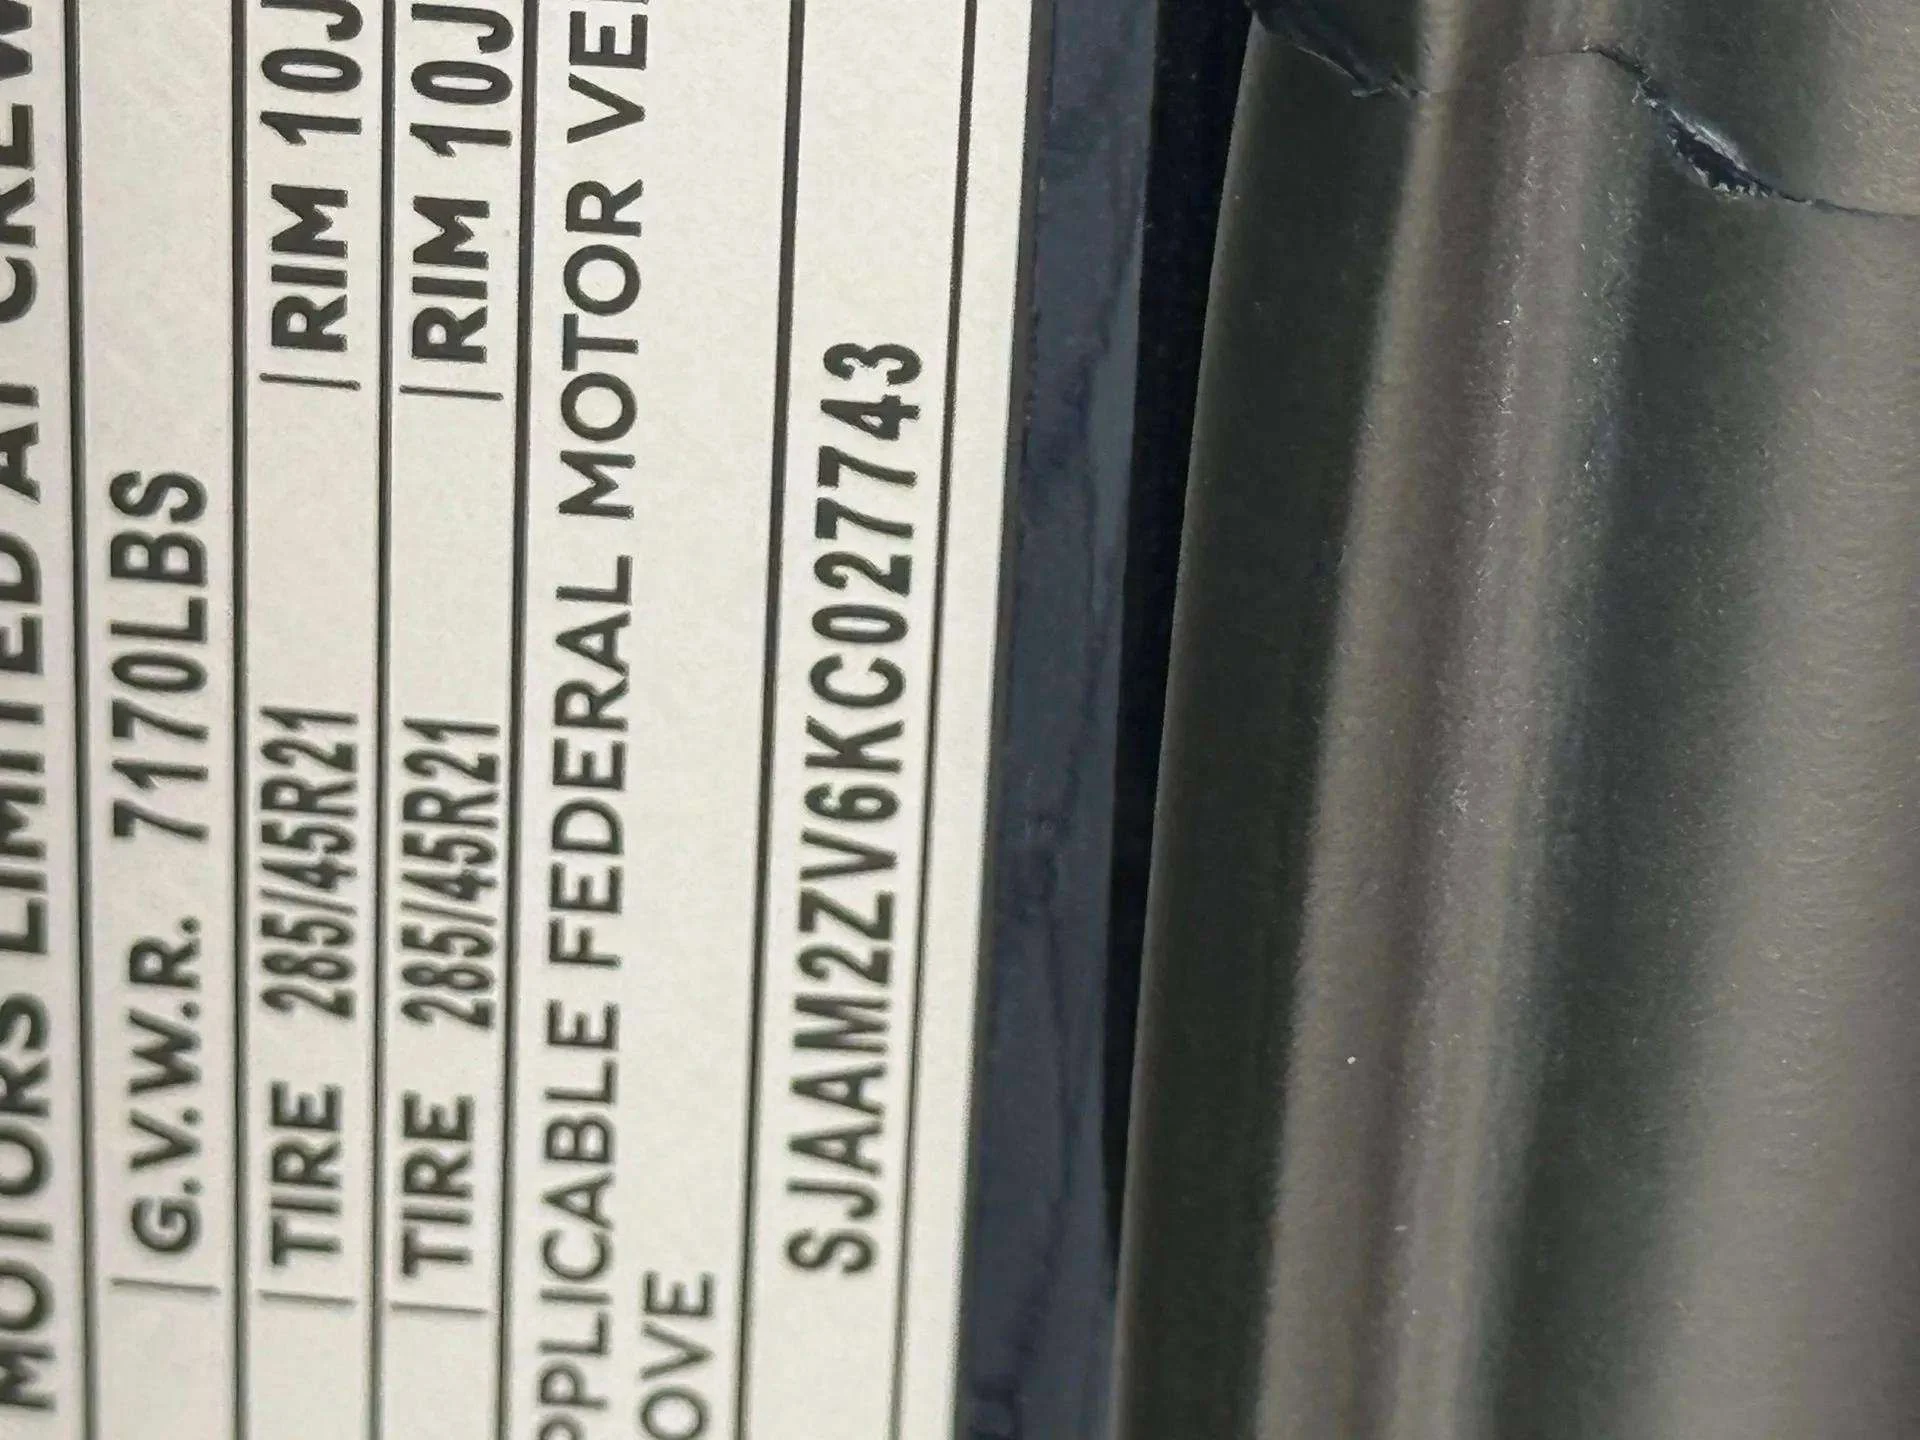 MOTORS LIMITED AT CREW
G.V.W.R. 7170LBS
TIRE 285/45R21 RIM 10J
TIRE 285/45R21 RIM 10J
PPLICABLE FEDERAL MOTOR VE
OVE
SJAAM2ZV6KC027743